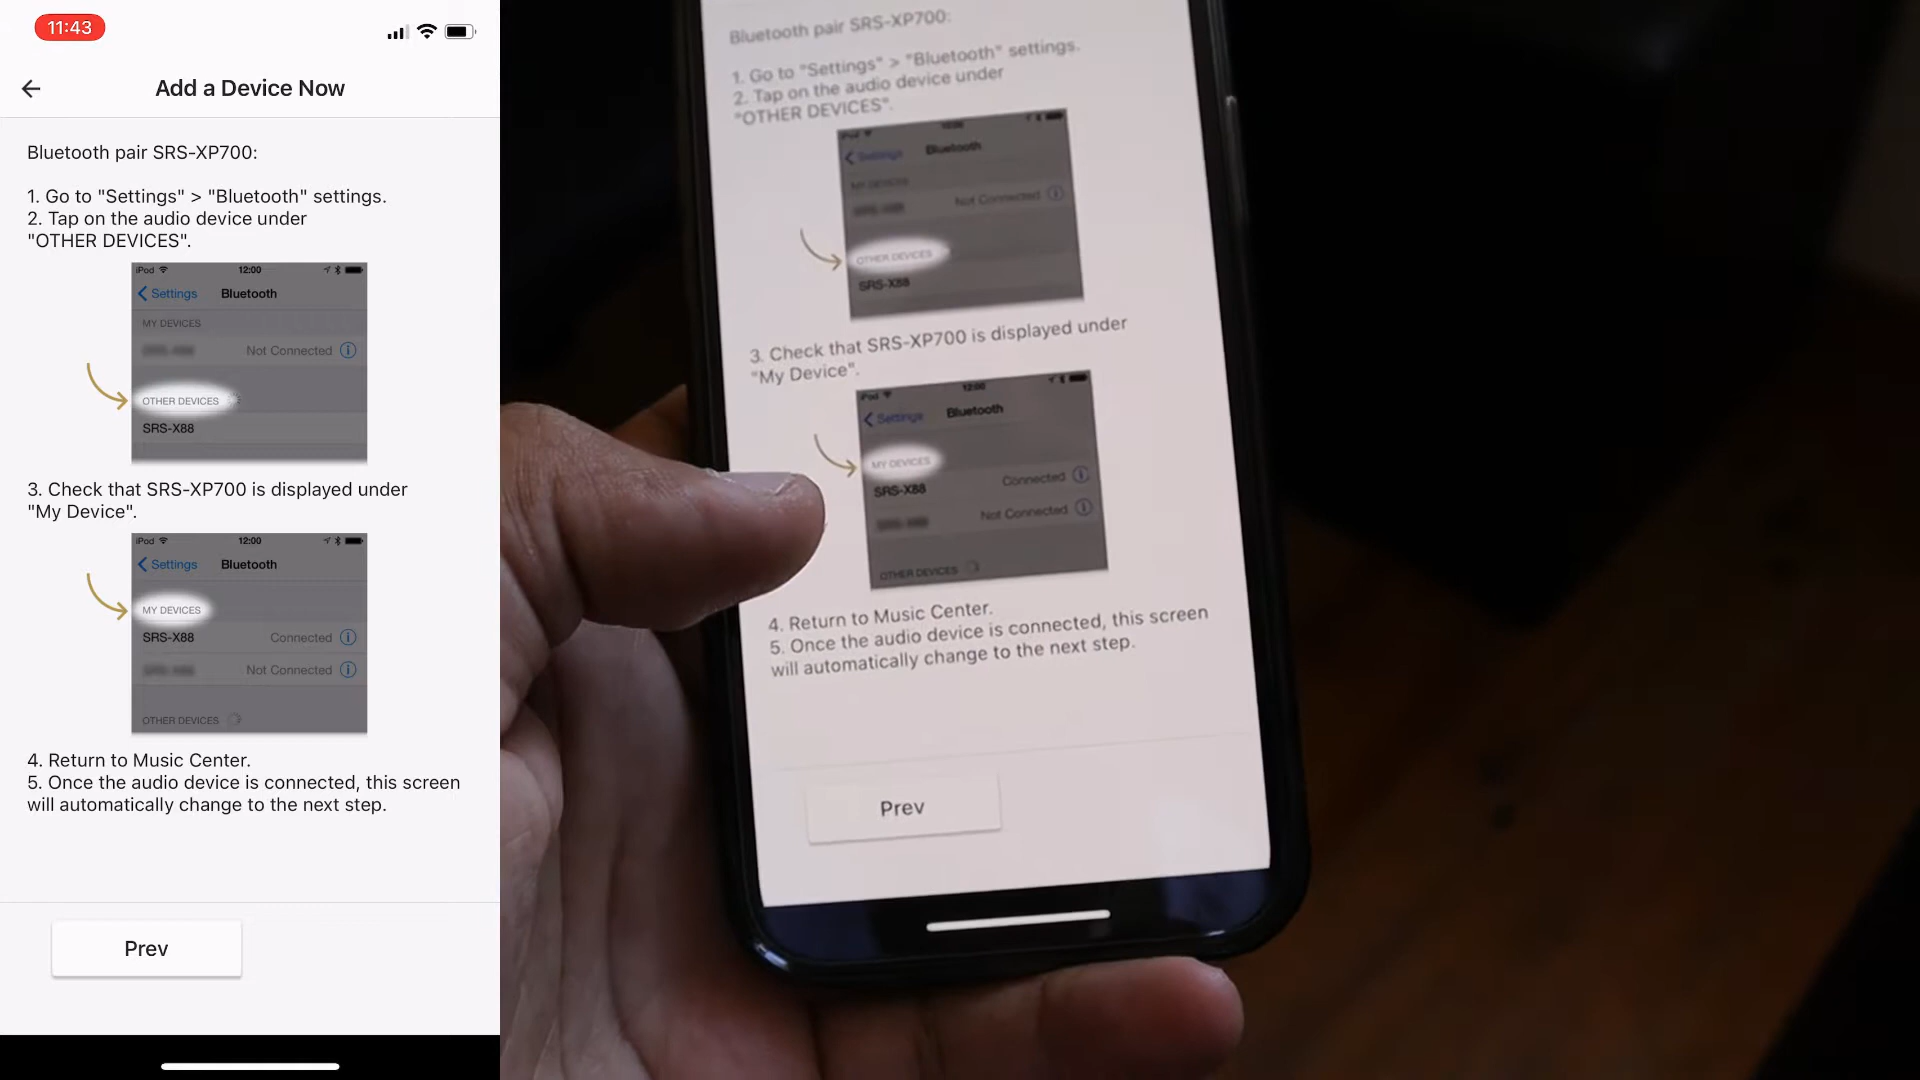 11:43
Add a Device Now
Bluetooth pair SRS-XP700:
1. Go to "Settings" > "Bluetooth" settings.
2. Tap on the audio device under
"OTHER DEVICES".
iPod 12:00
Settings Bluetooth
MY DEVICES
Not Connected
OTHER DEVICES
SRS-X88
3. Check that SRS-XP700 is displayed under
"My Device".
iPod 12:00
Settings Bluetooth
MY DEVICES
SRS-X88 Connected
Not Connected
OTHER DEVICES
4. Return to Music Center.
5. Once the audio device is connected, this screen
will automatically change to the next step.
Prev
Bluetooth pair SRS-XP700:
1. Go to "Settings" > "Bluetooth" settings.
2. Tap on the audio device under
"OTHER DEVICES".
iPod 12:00
Settings Bluetooth
MY DEVICES
Not Connected
OTHER DEVICES
SRS-X88
3. Check that SRS-XP700 is displayed under
"My Device".
iPod 12:00
Settings Bluetooth
MY DEVICES
SRS-X88 Connected
Not Connected
OTHER DEVICES
4. Return to Music Center.
5. Once the audio device is connected, this screen
will automatically change to the next step.
Prev